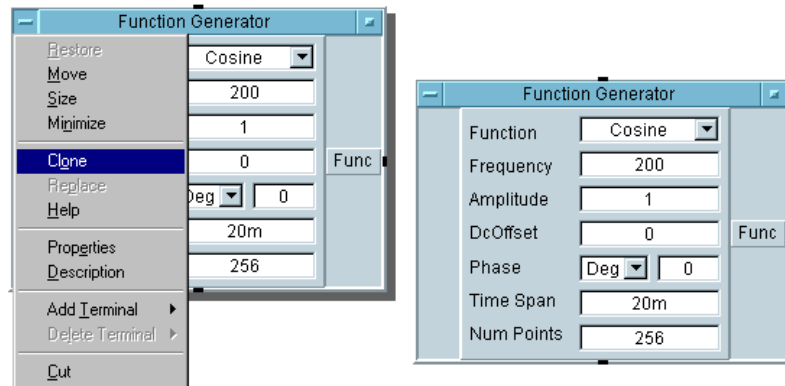 Function Generator
Restore
Move
Size
Minimize
Clone
Replace
Help
Properties
Description
Add Terminal
Delete Terminal
Cut
Cosine
200
1
0
Deg 0
20m
256
Func
Function Generator
Function Cosine
Frequency 200
Amplitude 1
DcOffset 0
Phase Deg 0
Time Span 20m
Num Points 256
Func